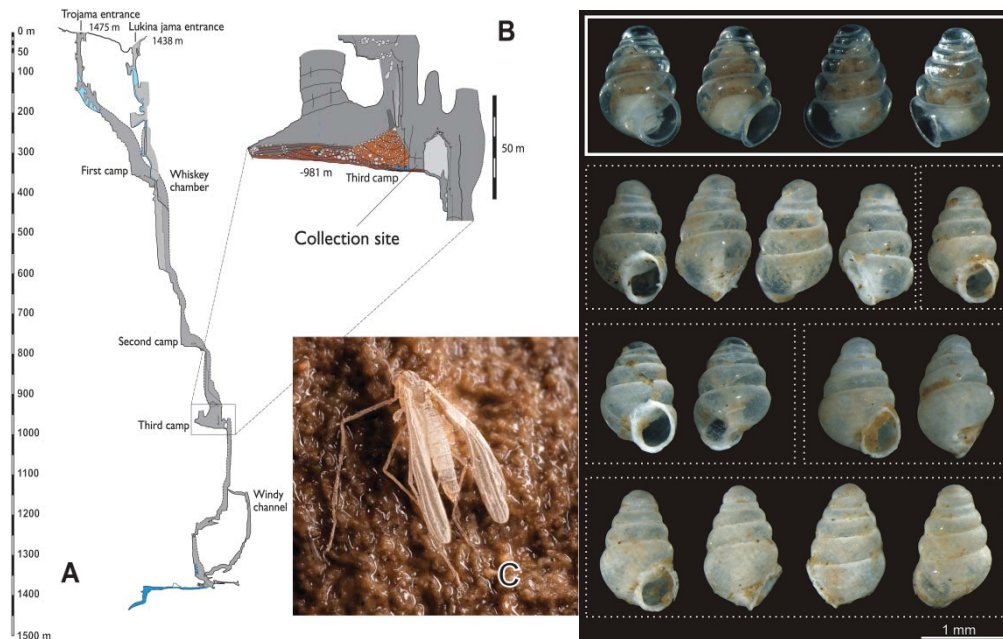 Trojama entrance
1475 m
Lukina jama entrance
1438 m
0 m
50
100
200
300
400
500
600
700
800
900
1000
1100
1200
1300
1400
1500 m
First camp
Whiskey
chamber
Second camp
Third camp
Windy
channel
A
B
50 m
-981 m
Third camp
Collection site
C
1 mm